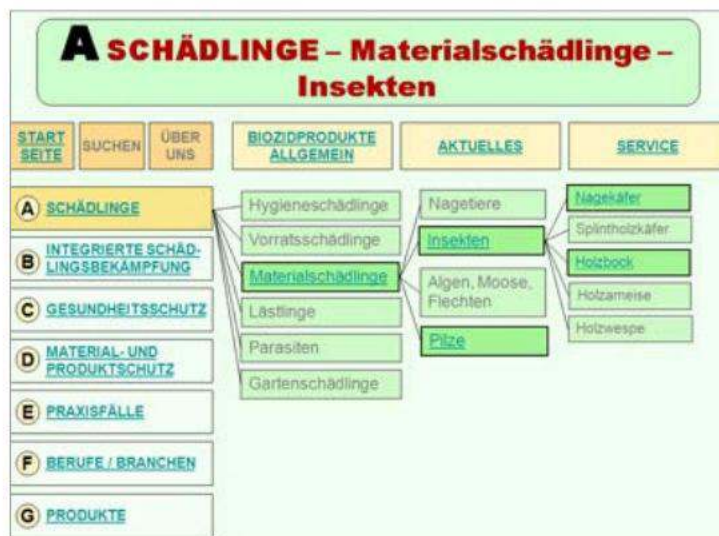 A SCHÄDLINGE – Materialschädlinge –
Insekten
START
SEITE
SUCHEN
ÜBER
UNS
BIOZIDPRODUKTE
ALLGEMEIN
AKTUELLES
SERVICE
A SCHÄDLINGE
B INTEGRIERTE SCHÄD-
LINGSBEKÄMPFUNG
C GESUNDHEITSSCHUTZ
D MATERIAL- UND
PRODUKTSCHUTZ
E PRAXISFÄLLE
F BERUFE / BRANCHEN
G PRODUKTE
Hygieneschädlinge
Vorratsschädlinge
Materialschädlinge
Lästlinge
Parasiten
Gartenschädlinge
Nagetiere
Insekten
Algen, Moose,
Flechten
Pilze
Nagekäfer
Splintholzkäfer
Holzbock
Holzameise
Holzwespe